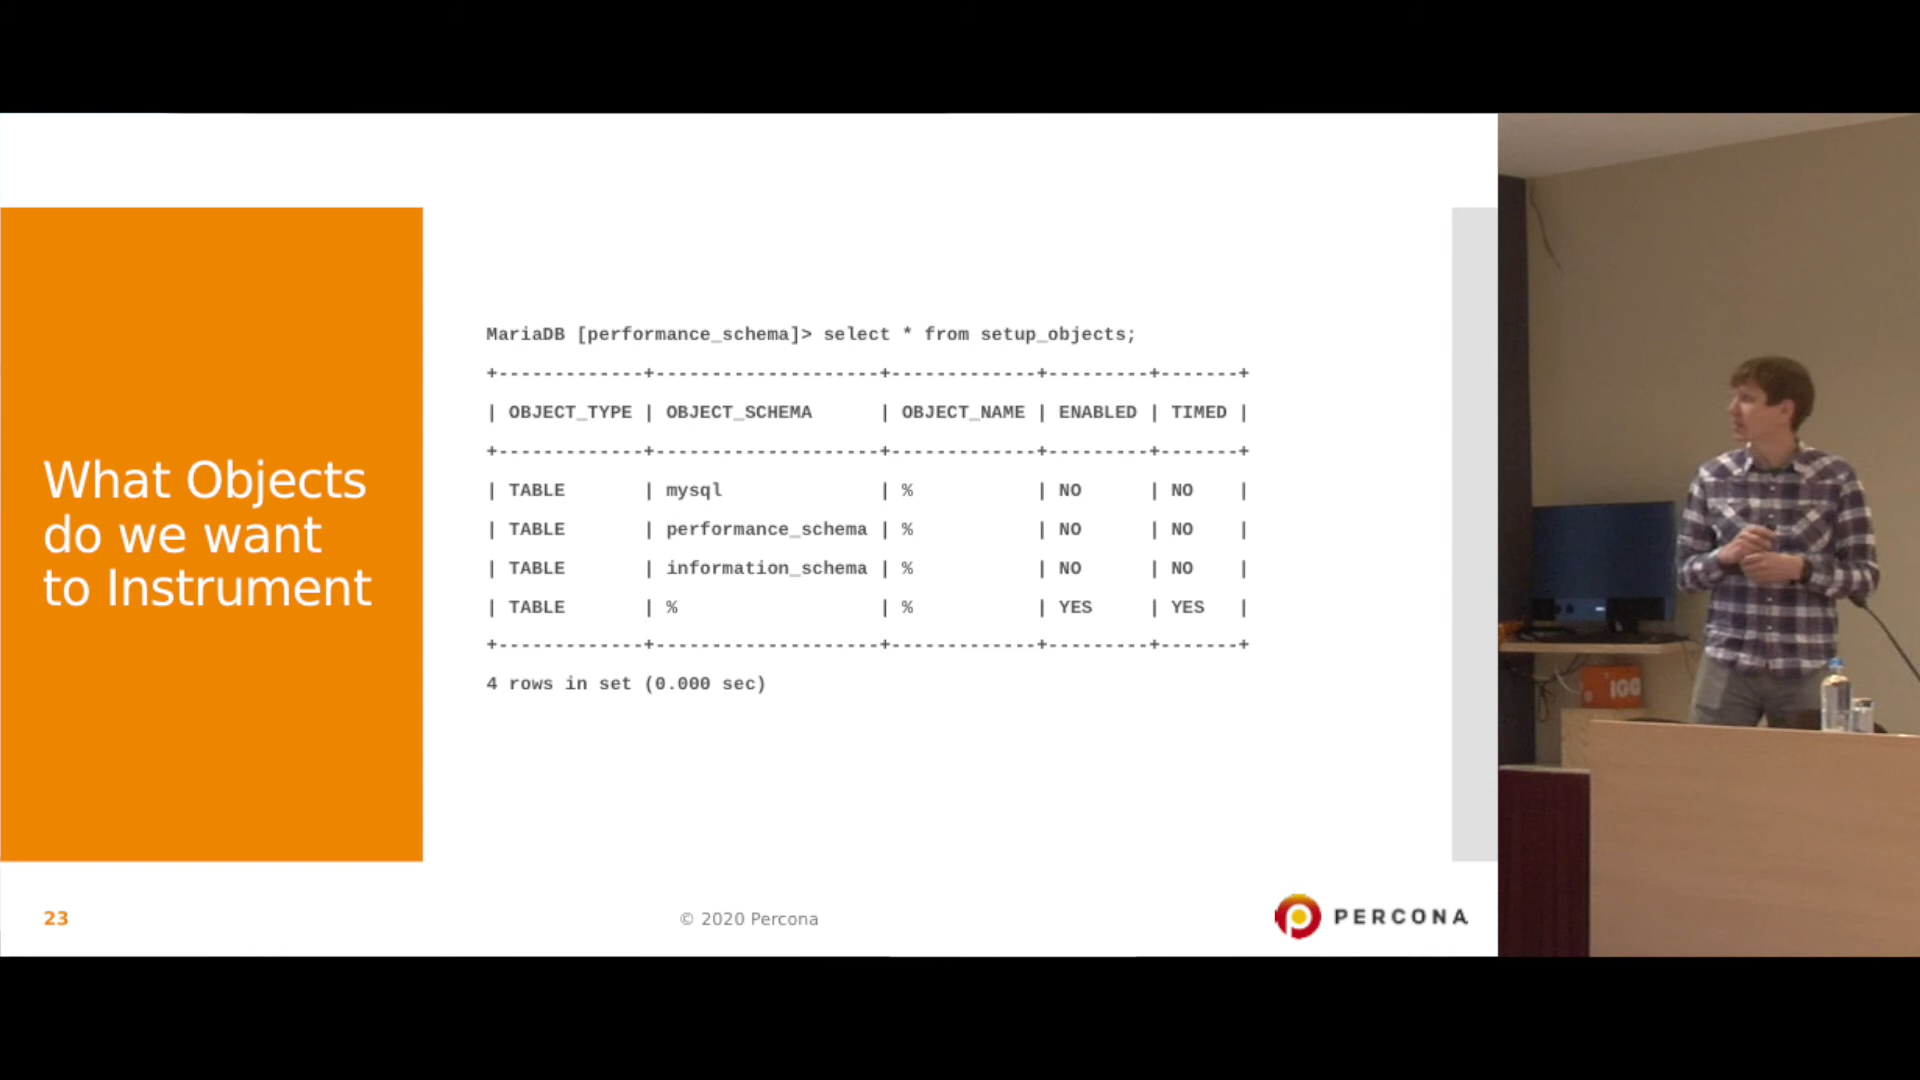 What Objects
do we want
to Instrument
MariaDB [performance_schema]> select * from setup_objects;
+-------------+--------------------+-------------+---------+-------+
| OBJECT_TYPE | OBJECT_SCHEMA      | OBJECT_NAME | ENABLED | TIMED |
+-------------+--------------------+-------------+---------+-------+
| TABLE       | mysql              | %           | NO      | NO    |
| TABLE       | performance_schema | %           | NO      | NO    |
| TABLE       | information_schema | %           | NO      | NO    |
| TABLE       | %                  | %           | YES     | YES   |
+-------------+--------------------+-------------+---------+-------+
4 rows in set (0.000 sec)
23
© 2020 Percona
PERCONA